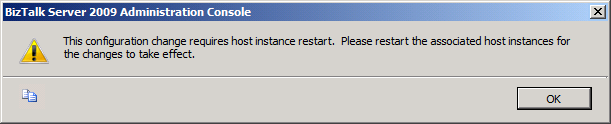 BizTalk Server 2009 Administration Console
This configuration change requires host instance restart.  Please restart the associated host instances for
the changes to take effect.
OK